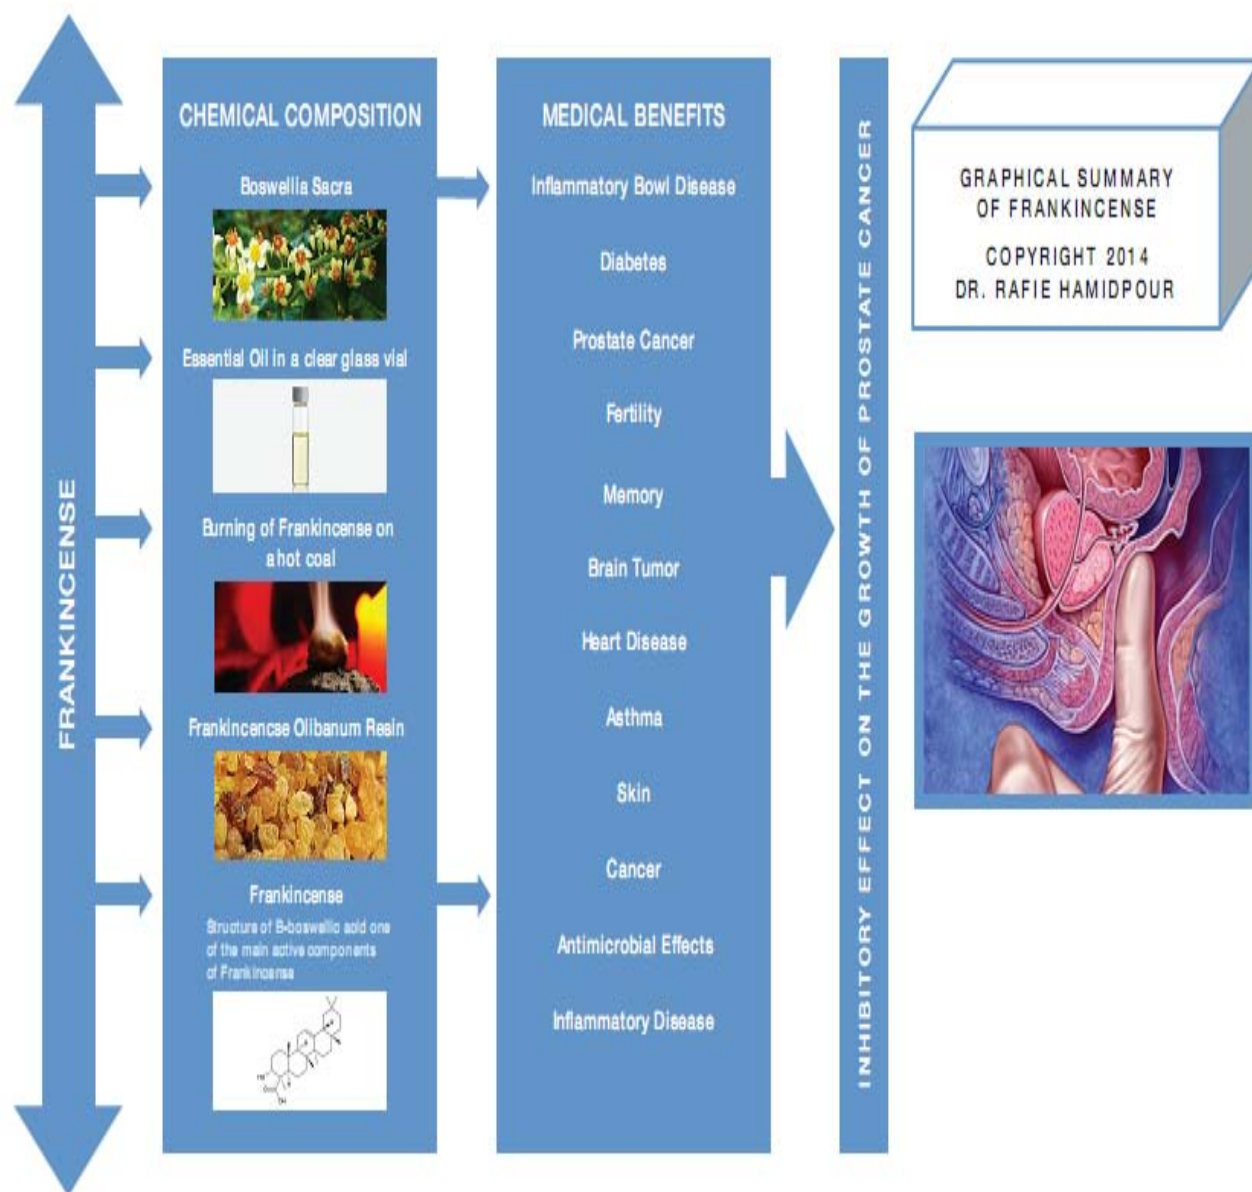 FRANKINCENSE
CHEMICAL COMPOSITION
Boswellia Sacra
Essential Oil in a clear glass vial
Burning of Frankincense on
a hot coal
Frankincencse Olibanum Resin
Frankincense
Structure of B-boswellic acid one
of the main active components
of Frankincense
HO
O
OH
MEDICAL BENEFITS
Inflammatory Bowl Disease
Diabetes
Prostate Cancer
Fertility
Memory
Brain Tumor
Heart Disease
Asthma
Skin
Cancer
Antimicrobial Effects
Inflammatory Disease
INHIBITORY EFFECT ON THE GROWTH OF PROSTATE CANCER
GRAPHICAL SUMMARY
OF FRANKINCENSE
COPYRIGHT 2014
DR. RAFIE HAMIDPOUR